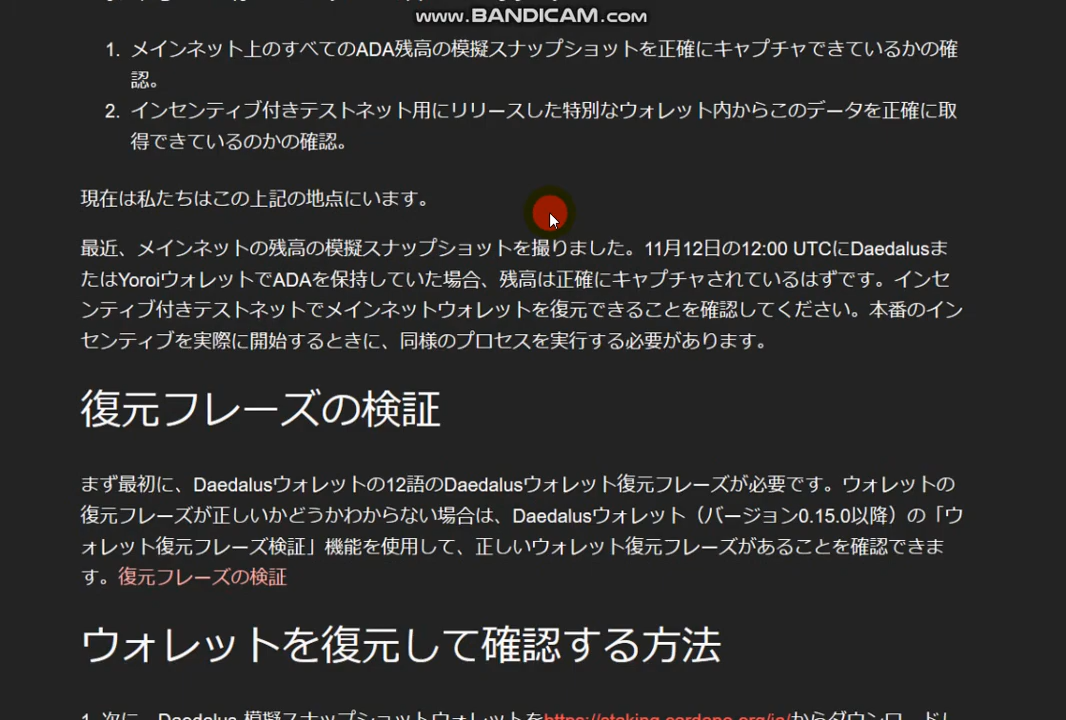 www.BANDICAM.com
1. メインネット上のすべてのADA残高の模擬スナップショットを正確にキャプチャできているかの確
認。
2. インセンティブ付きテストネット用にリリースした特別なウォレット内からこのデータを正確に取
得できているのかの確認。
現在は私たちはこの上記の地点にいます。
最近、メインネットの残高の模擬スナップショットを撮りました。11月12日の12:00 UTCにDaedalusま
たはYoroiウォレットでADAを保持していた場合、残高は正確にキャプチャされているはずです。インセ
ンティブ付きテストネットでメインネットウォレットを復元できることを確認してください。本番のイン
センティブを実際に開始するときに、同様のプロセスを実行する必要があります。
復元フレーズの検証
まず最初に、Daedalusウォレットの12語のDaedalusウォレット復元フレーズが必要です。ウォレットの
復元フレーズが正しいかどうかわからない場合は、Daedalusウォレット（バージョン0.15.0以降）の「ウ
ォレット復元フレーズ検証」機能を使用して、正しいウォレット復元フレーズがあることを確認できま
す。復元フレーズの検証
ウォレットを復元して確認する方法
1. 次に、Daedalus 模擬スナップショットウォレットをhttps://staking.cardano.org/ja/からダウンロードし